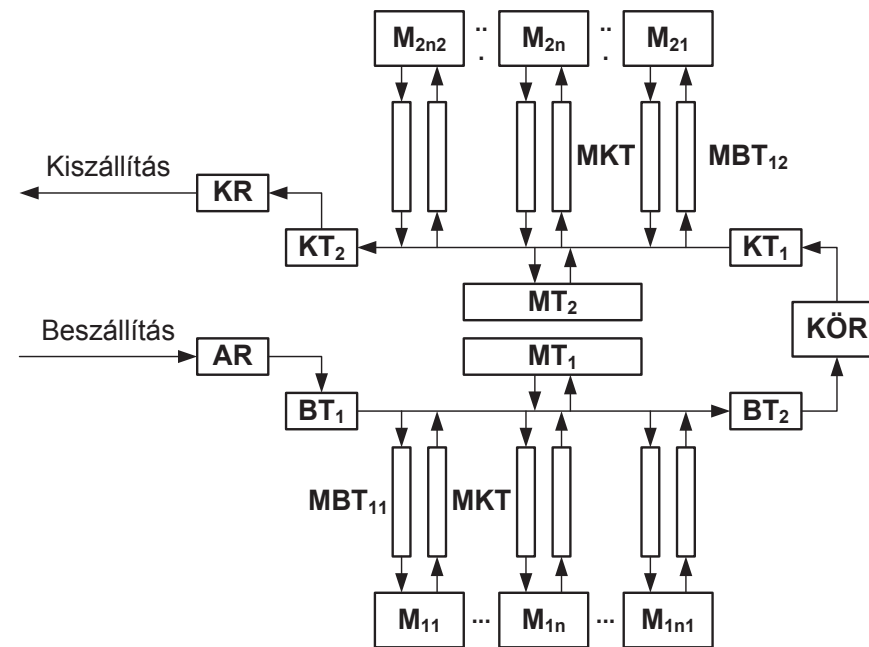 M₂ₙ₂ ... M₂ₙ ... M₂₁
MKT MBT₁₂
Kiszállítás
KR
KT₂ KT₁
MT₂
KÖR
Beszállítás
AR MT₁
BT₁ BT₂
MBT₁₁ MKT
M₁₁ ... M₁ₙ ... M₁ₙ₁